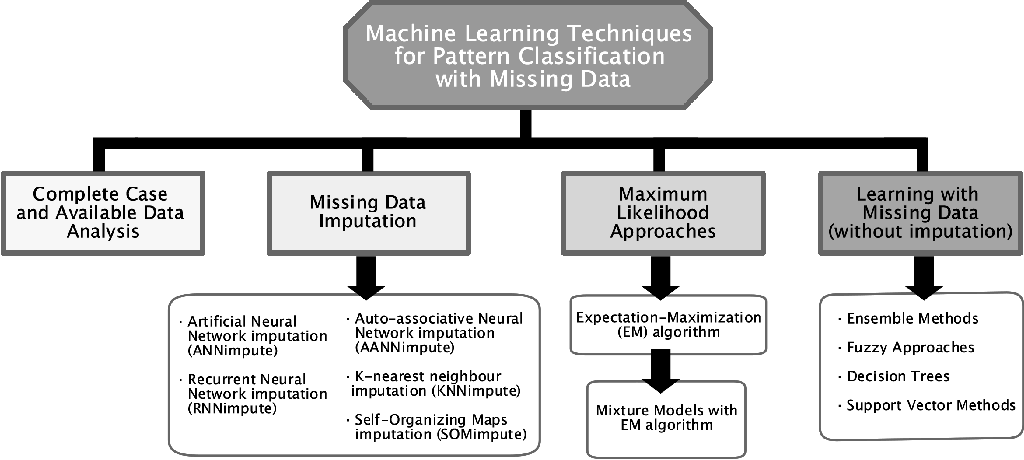 Machine Learning Techniques
for Pattern Classification
with Missing Data
Complete Case
and Available Data
Analysis
Missing Data
Imputation
Maximum
Likelihood
Approaches
Learning with
Missing Data
(without imputation)
· Artificial Neural
Network imputation
(ANNimpute)
· Recurrent Neural
Network imputation
(RNNimpute)
· Auto-associative Neural
Network imputation
(AANNimpute)
· K-nearest neighbour
imputation (KNNimpute)
· Self-Organizing Maps
imputation (SOMimpute)
Expectation-Maximization
(EM) algorithm
Mixture Models with
EM algorithm
· Ensemble Methods
· Fuzzy Approaches
· Decision Trees
· Support Vector Methods